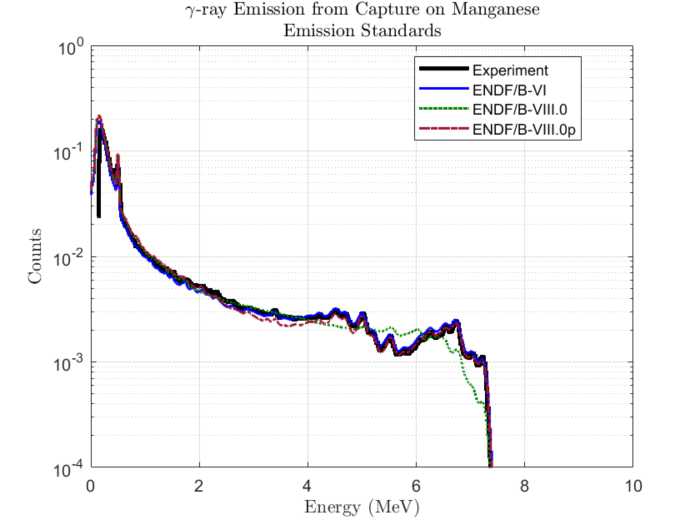 γ-ray Emission from Capture on Manganese
Emission Standards
10^0
Experiment
ENDF/B-VI
ENDF/B-VIII.0
ENDF/B-VIII.0p
10^-1
10^-2
10^-3
10^-4
Counts
0 2 4 6 8 10
Energy (MeV)